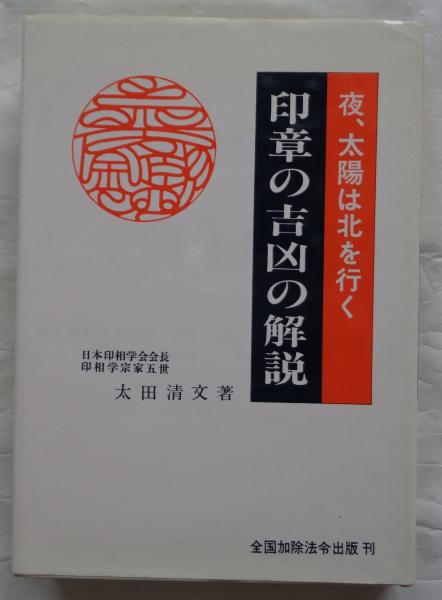 夜、太陽は北を行く
印章の吉凶の解説
日本印相学会会長
印相学宗家五世
太田清文著
全国加除法令出版 刊